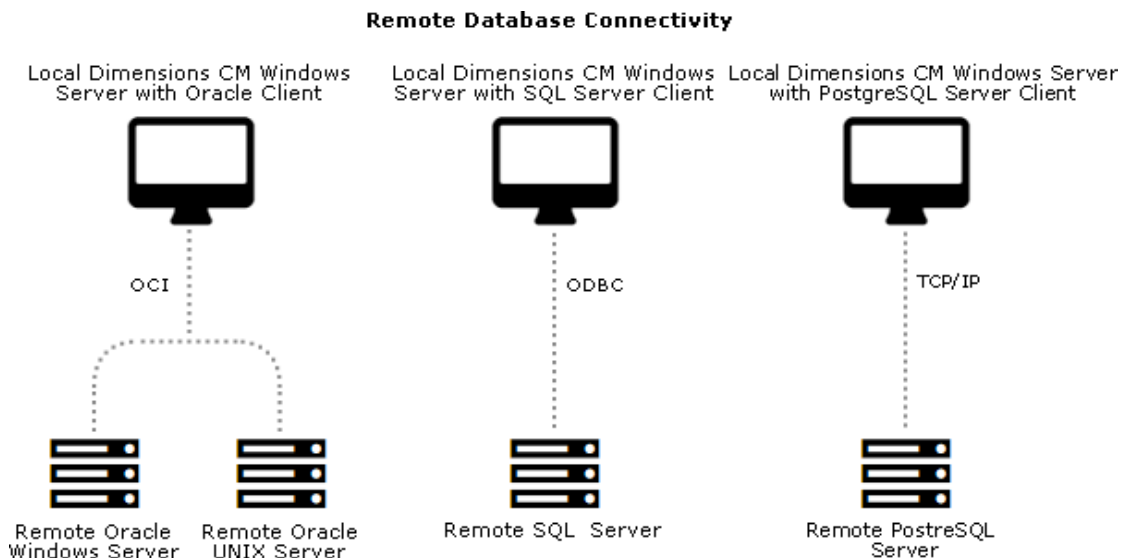 Remote Database Connectivity
Local Dimensions CM Windows
Server with Oracle Client
Local Dimensions CM Windows
Server with SQL Server Client
Local Dimensions CM Windows Server
with PostgreSQL Server Client
OCI
ODBC
TCP/IP
Remote Oracle
Windows Server
Remote Oracle
UNIX Server
Remote SQL Server
Remote PostreSQL
Server